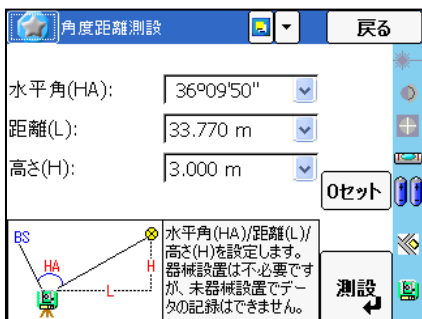 角度距離測設
戻る
水平角(HA):
36°09'50"
距離(L):
33.770 m
高さ(H):
3.000 m
0セット
BS
HA
H
L
水平角(HA)/距離(L)/
高さ(H)を設定します。
器械設置は不必要です
が、未器械設置でデー
タの記録はできません。
測設